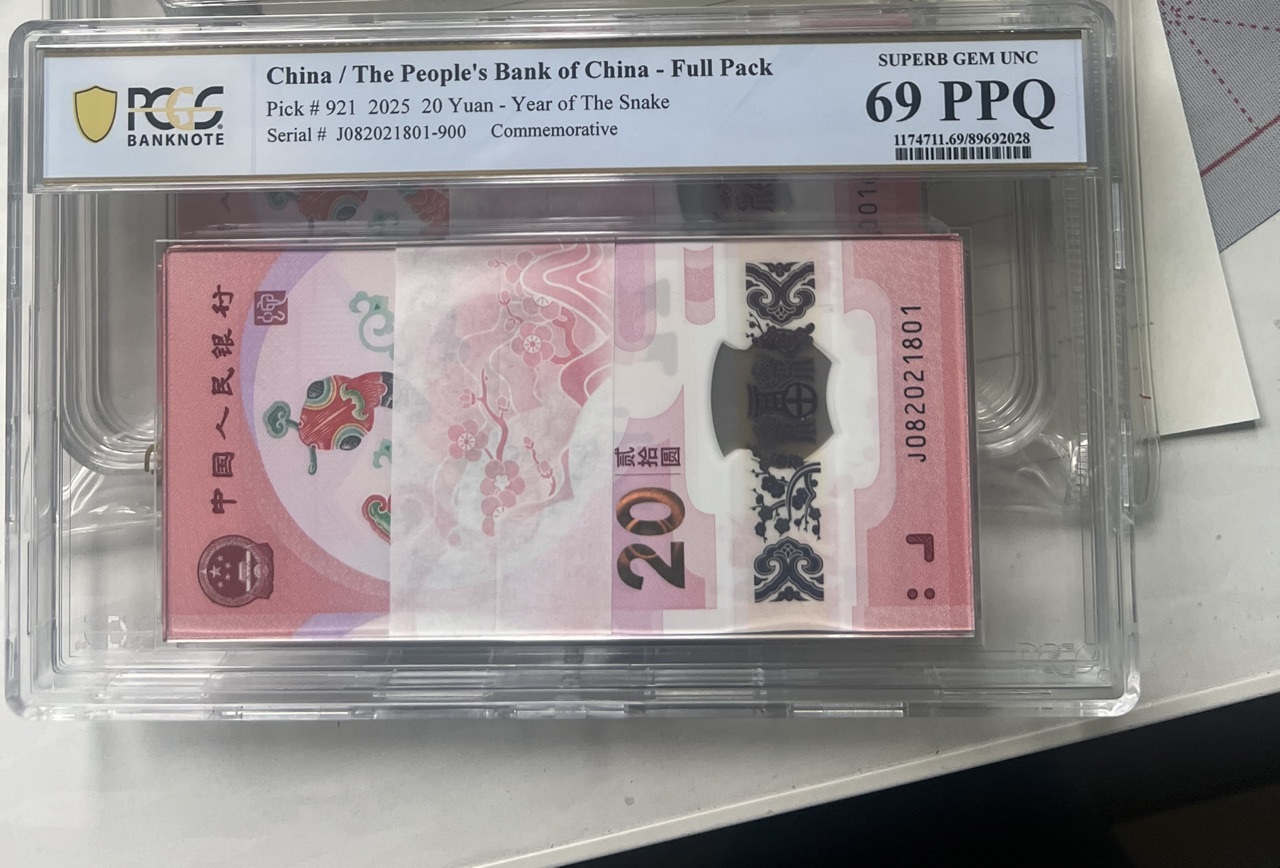 PCGS
BANKNOTE
China / The People's Bank of China - Full Pack
Pick # 921 2025 20 Yuan - Year of The Snake
Serial # J082021801-900 Commemorative
SUPERB GEM UNC
69 PPQ
1174711.69/89692028
中国人民银行
贰拾圆
20
J082021801